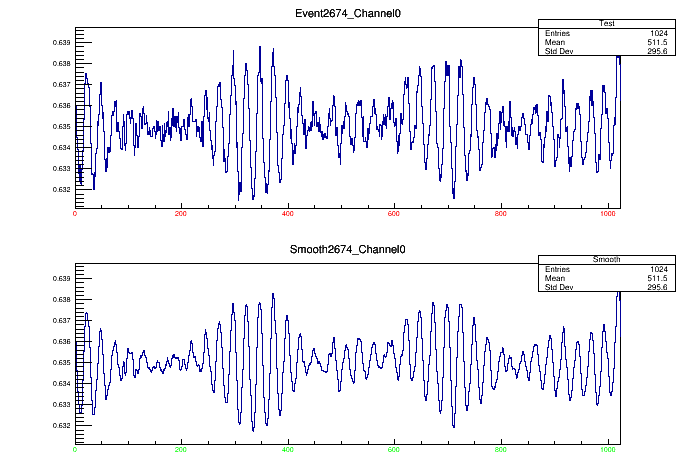 Event2674_Channel0
Test
Entries 1024
Mean 511.5
Std Dev 295.6
0.639
0.638
0.637
0.636
0.635
0.634
0.633
0.632
0 200 400 600 800 1000
Smooth2674_Channel0
Smooth
Entries 1024
Mean 511.5
Std Dev 295.6
0.639
0.638
0.637
0.636
0.635
0.634
0.633
0.632
0 200 400 600 800 1000